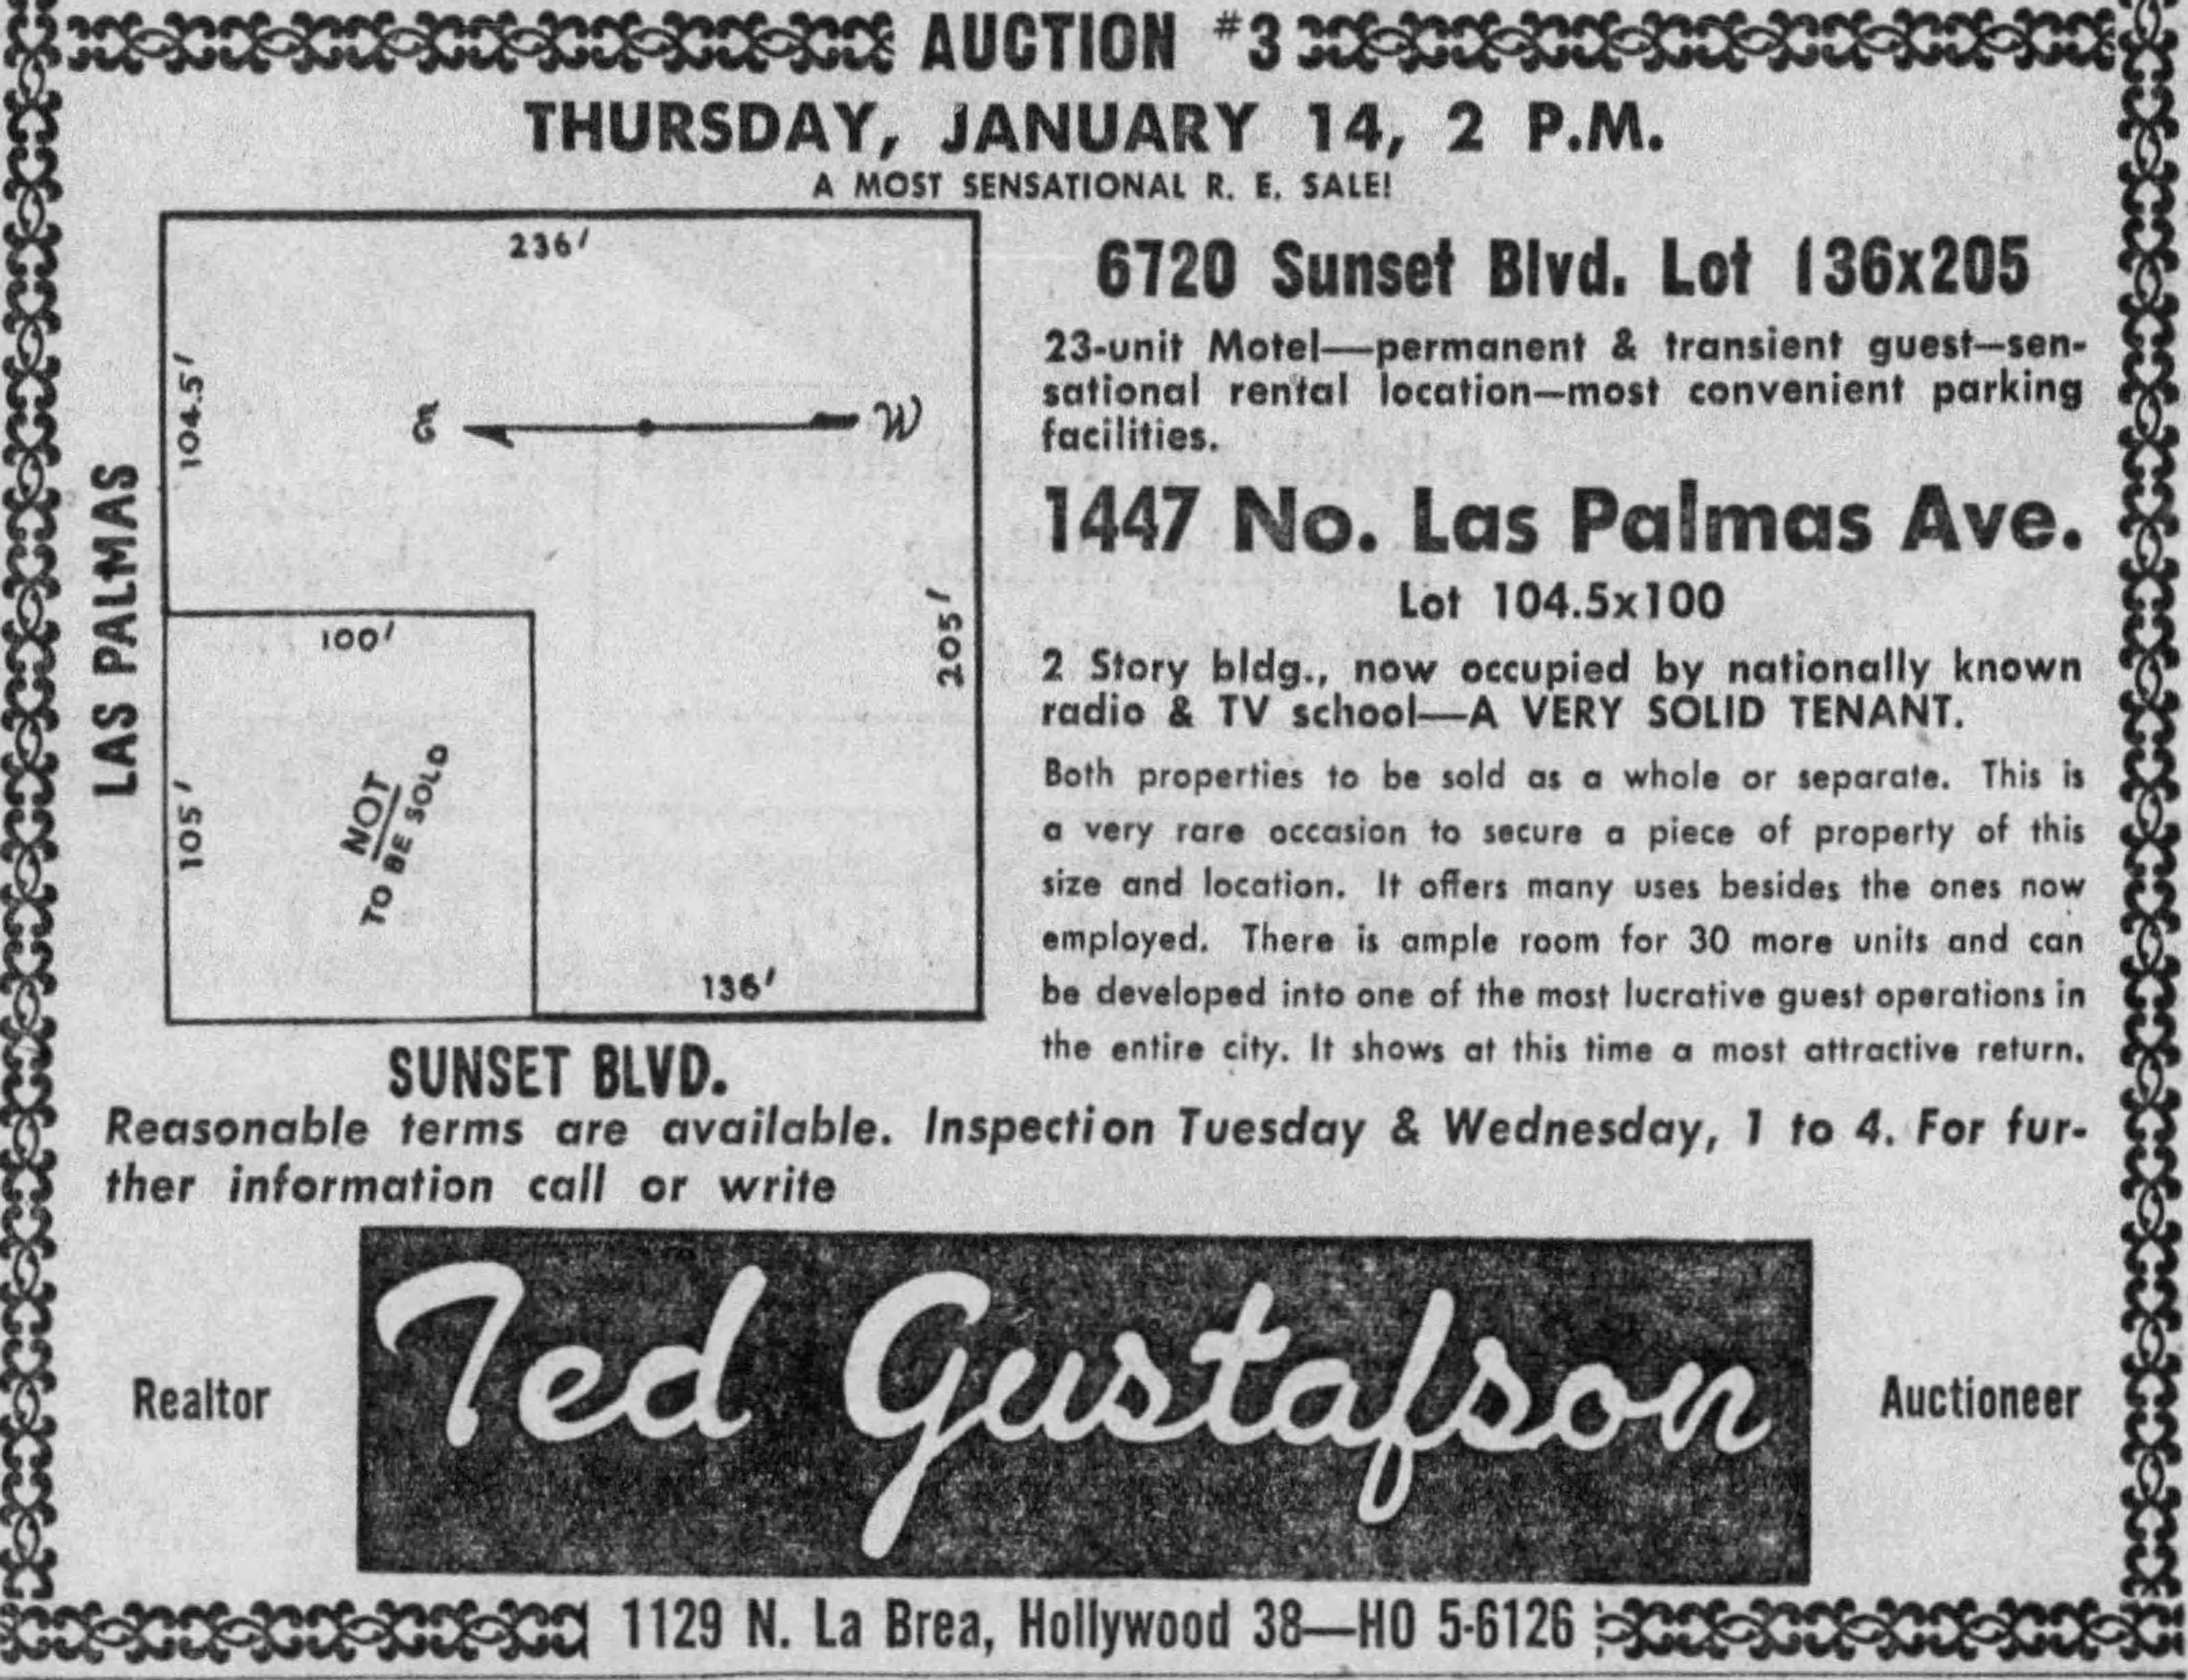 AUCTION #3
THURSDAY, JANUARY 14, 2 P.M.
A MOST SENSATIONAL R. E. SALE!
236'
104.5'
E
W
LAS PALMAS
100'
205'
105'
NOT
TO BE SOLD
136'
SUNSET BLVD.
6720 Sunset Blvd. Lot 136x205
23-unit Motel—permanent & transient guest—sen-
sational rental location—most convenient parking
facilities.
1447 No. Las Palmas Ave.
Lot 104.5x100
2 Story bldg., now occupied by nationally known
radio & TV school—A VERY SOLID TENANT.
Both properties to be sold as a whole or separate. This is
a very rare occasion to secure a piece of property of this
size and location. It offers many uses besides the ones now
employed. There is ample room for 30 more units and can
be developed into one of the most lucrative guest operations in
the entire city. It shows at this time a most attractive return.
Reasonable terms are available. Inspection Tuesday & Wednesday, 1 to 4. For fur-
ther information call or write
Realtor
Ted Gustafson
Auctioneer
1129 N. La Brea, Hollywood 38—HO 5-6126